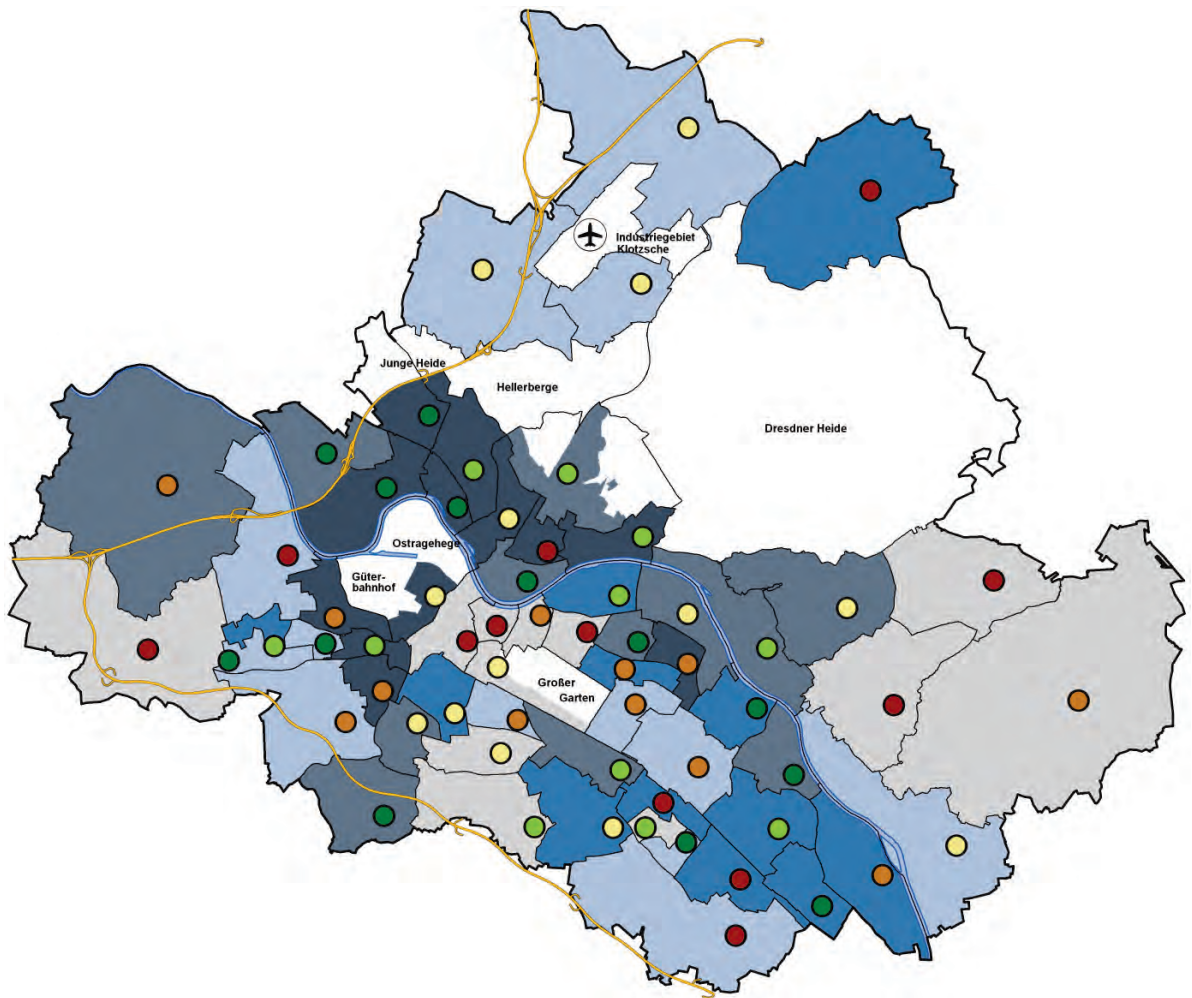 Industriegebiet
Klotzsche
Junge Heide
Hellerberge
Dresdner Heide
Ostragehege
Güter-
bahnhof
Großer
Garten